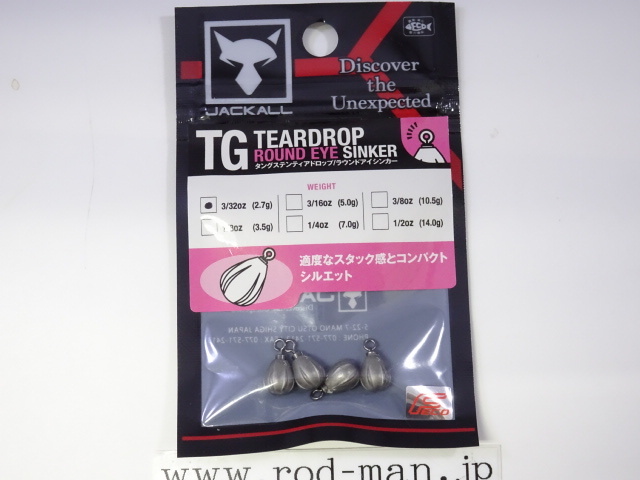 JACKALL
Discover
the
Unexpected
TG TEARDROP
ROUND EYE SINKER
タングステンティアドロップ/ラウンドアイシンカー
WEIGHT
3/32oz (2.7g)
3/16oz (5.0g)
3/8oz (10.5g)
(3.5g)
1/4oz (7.0g)
1/2oz (14.0g)
適度なスタック感とコンパクト
シルエット
www.rod-man.jp